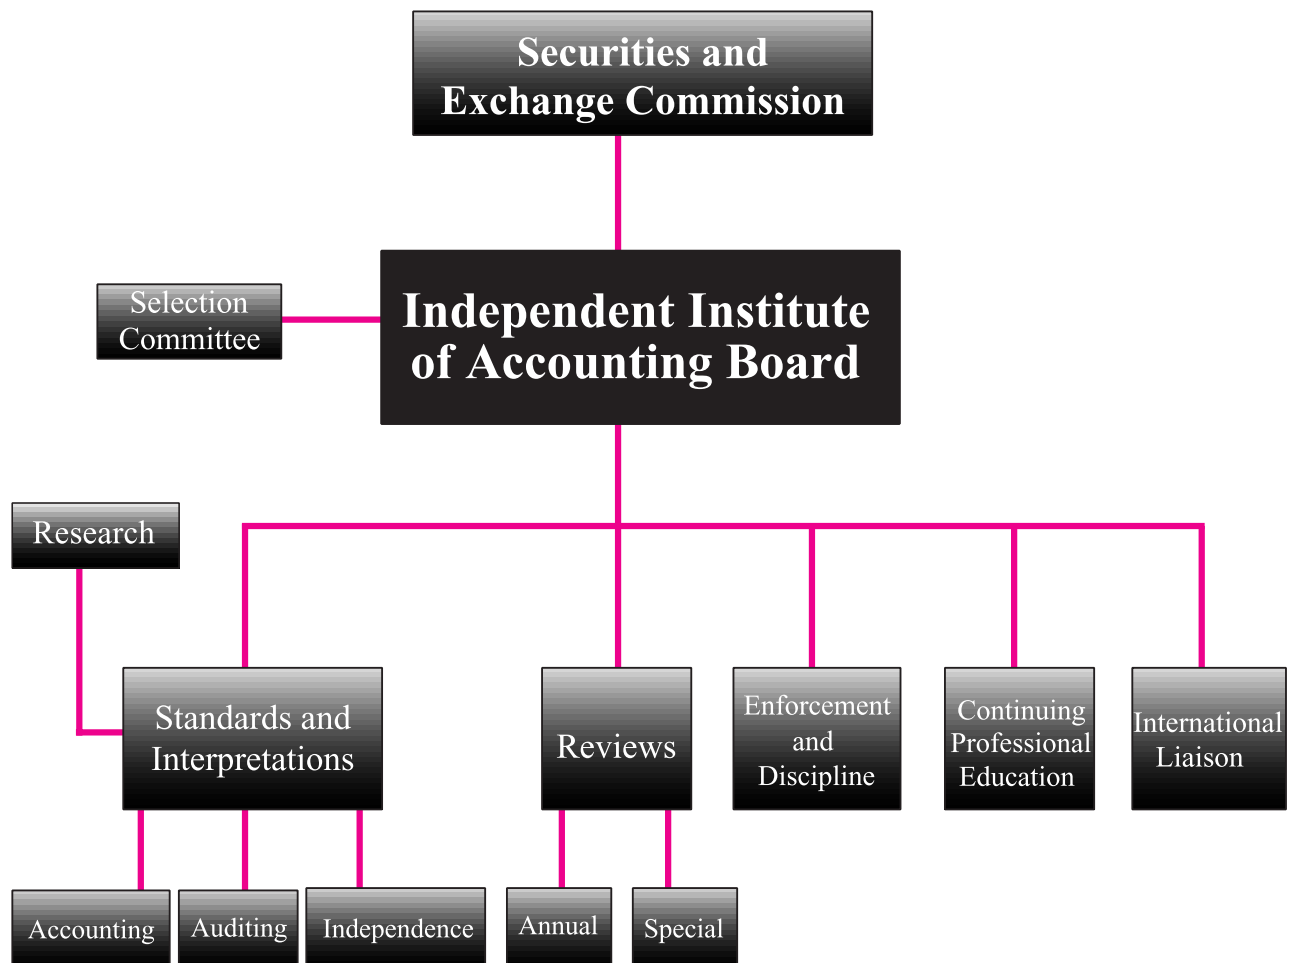 Securities and
Exchange Commission
Selection
Committee
Independent Institute
of Accounting Board
Research
Standards and
Interpretations
Reviews
Enforcement
and
Discipline
Continuing
Professional
Education
International
Liaison
Accounting
Auditing
Independence
Annual
Special